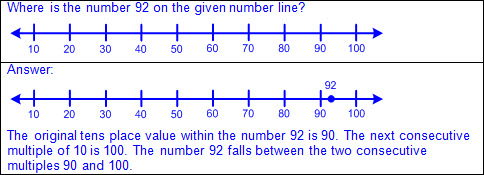 Where is the number 92 on the given number line?
10 20 30 40 50 60 70 80 90 100
Answer:
92
10 20 30 40 50 60 70 80 90 100
The original tens place value within the number 92 is 90. The next consecutive
multiple of 10 is 100. The number 92 falls between the two consecutive
multiples 90 and 100.